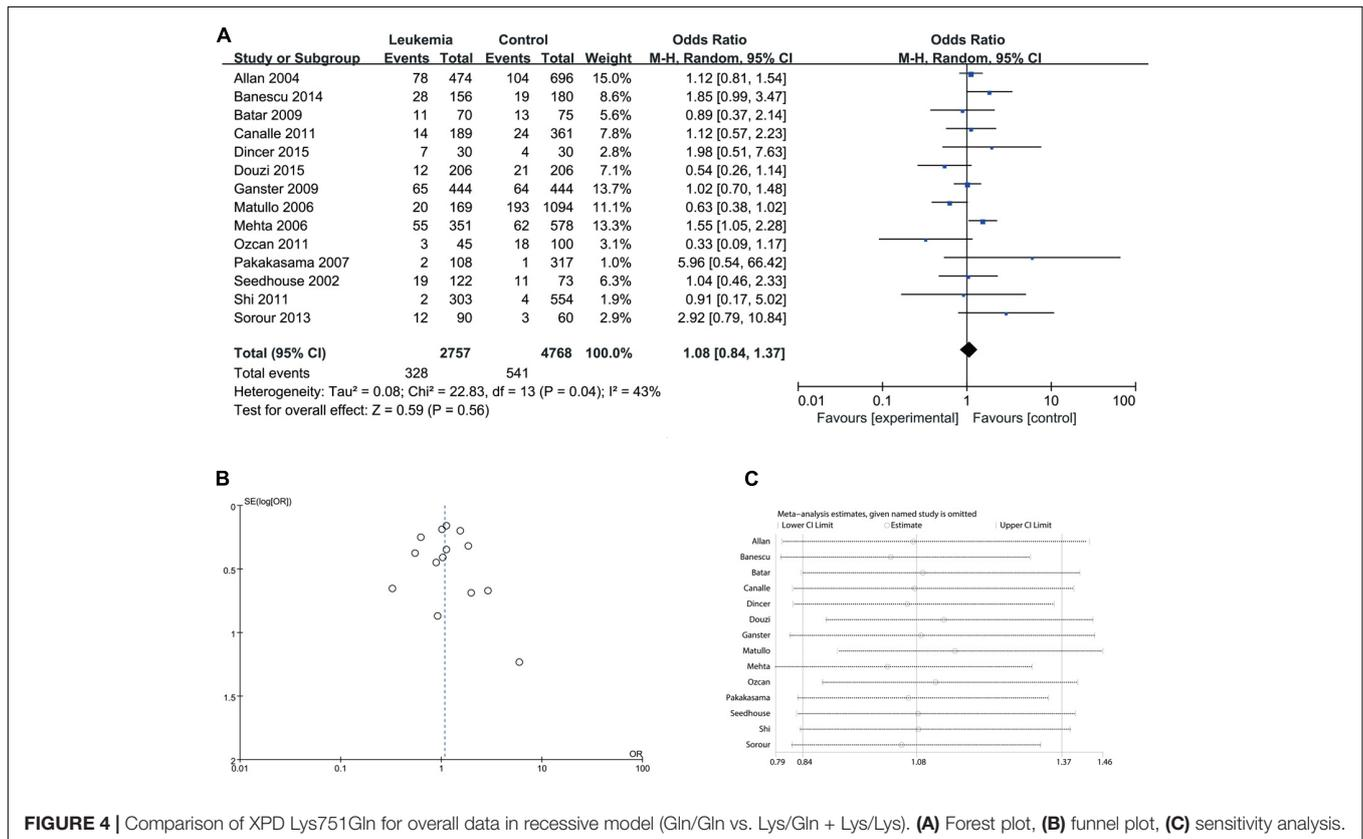 A
Leukemia Control Odds Ratio Odds Ratio
Study or Subgroup Events Total Events Total Weight M-H, Random, 95% CI M-H, Random, 95% CI
Allan 2004 78 474 104 696 15.0% 1.12 [0.81, 1.54]
Banescu 2014 28 156 19 180 8.6% 1.85 [0.99, 3.47]
Batar 2009 11 70 13 75 5.6% 0.89 [0.37, 2.14]
Canalle 2011 14 189 24 361 7.8% 1.12 [0.57, 2.23]
Dincer 2015 7 30 4 30 2.8% 1.98 [0.51, 7.63]
Douzi 2015 12 206 21 206 7.1% 0.54 [0.26, 1.14]
Ganster 2009 65 444 64 444 13.7% 1.02 [0.70, 1.48]
Matullo 2006 20 169 193 1094 11.1% 0.63 [0.38, 1.02]
Mehta 2006 55 351 62 578 13.3% 1.55 [1.05, 2.28]
Ozcan 2011 3 45 18 100 3.1% 0.33 [0.09, 1.17]
Pakakasama 2007 2 108 1 317 1.0% 5.96 [0.54, 66.42]
Seedhouse 2002 19 122 11 73 6.3% 1.04 [0.46, 2.33]
Shi 2011 2 303 4 554 1.9% 0.91 [0.17, 5.02]
Sorour 2013 12 90 3 60 2.9% 2.92 [0.79, 10.84]
Total (95% CI) 2757 4768 100.0% 1.08 [0.84, 1.37]
Total events 328 541
Heterogeneity: Tau² = 0.08; Chi² = 22.83, df = 13 (P = 0.04); I² = 43%
Test for overall effect: Z = 0.59 (P = 0.56)
0.01 0.1 1 10 100
Favours [experimental] Favours [control]
B
SE(log[OR])
0
0.5
1
1.5
2
OR
0.01 0.1 1 10 100
C
Meta-analysis estimates, given named study is omitted
Lower CI Limit Estimate Upper CI Limit
Allan
Banescu
Batar
Canalle
Dincer
Douzi
Ganster
Matullo
Mehta
Ozcan
Pakakasama
Seedhouse
Shi
Sorour
0.79 0.84 1.08 1.37 1.46
FIGURE 4 | Comparison of XPD Lys751Gln for overall data in recessive model (Gln/Gln vs. Lys/Gln + Lys/Lys). (A) Forest plot, (B) funnel plot, (C) sensitivity analysis.